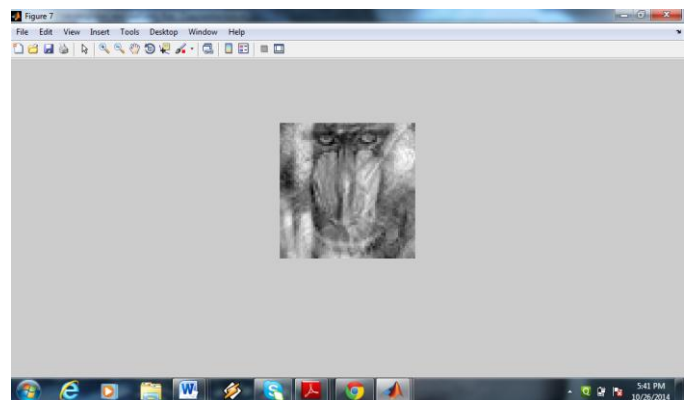 Figure 7
File Edit View Insert Tools Desktop Window Help
5:41 PM
10/26/2014